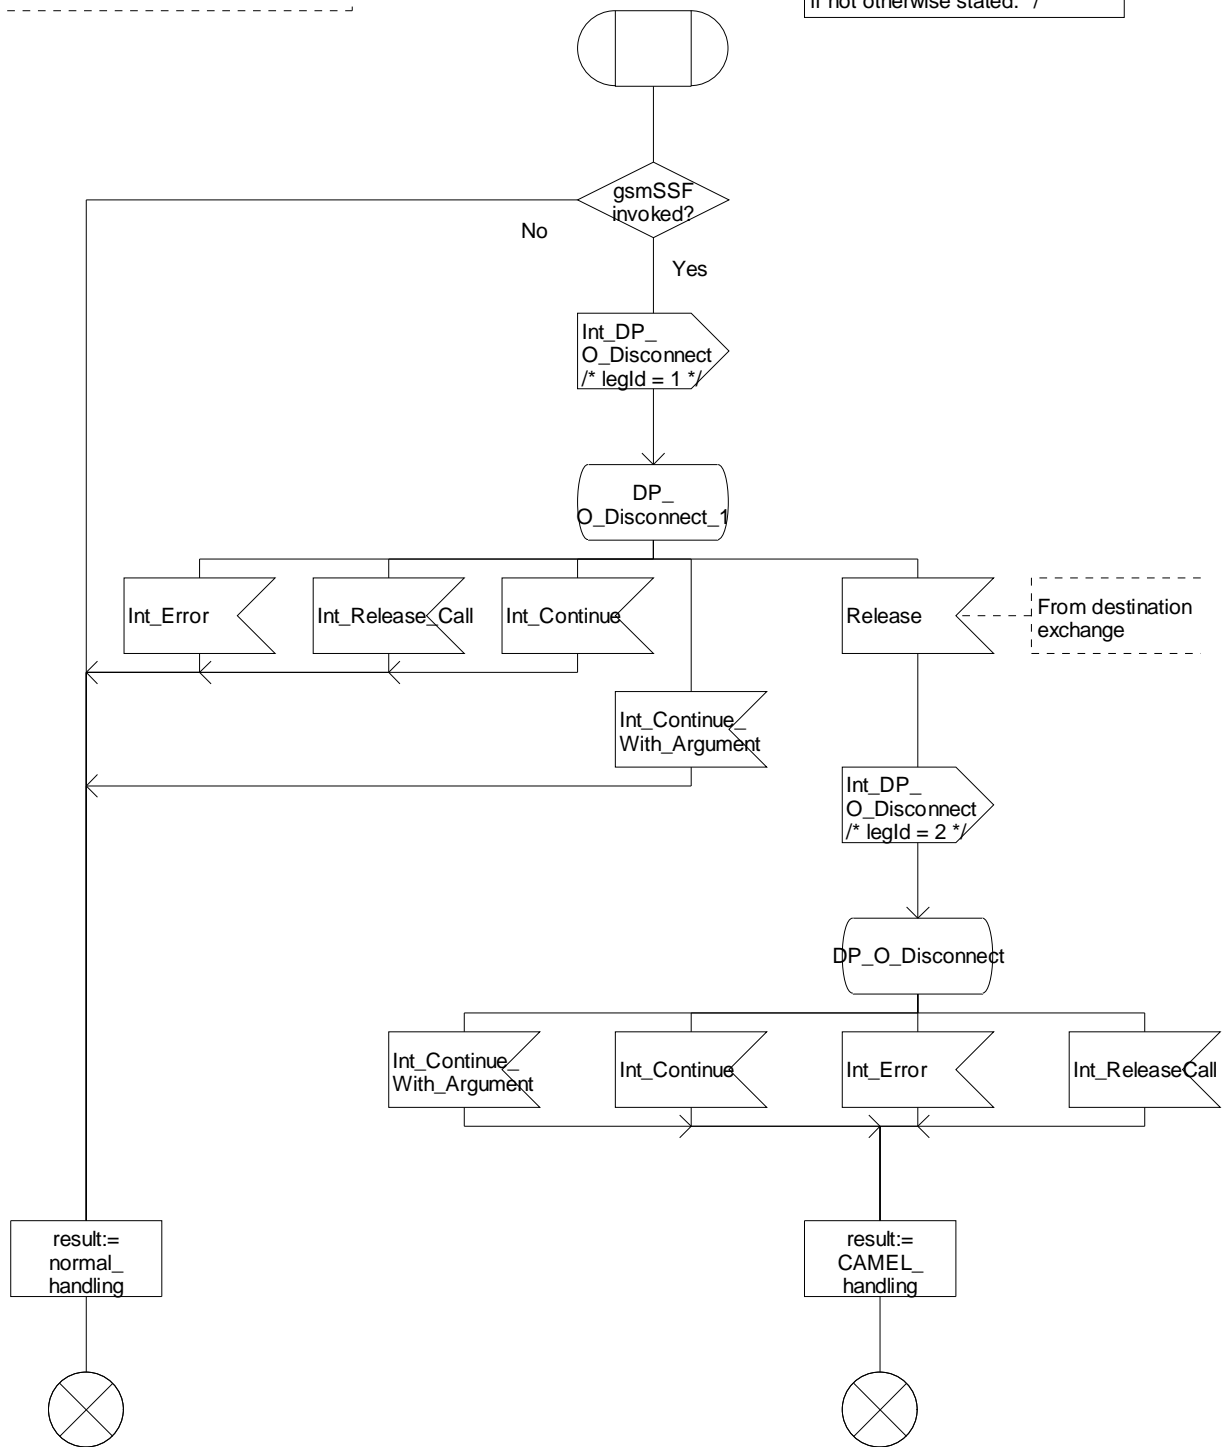 if not otherwise stated. */
gsmSSF
invoked?
No
Yes
Int_DP_
O_Disconnect
/* legId = 1 */
DP_
O_Disconnect_1
Int_Error
Int_Release_Call
Int_Continue
Release
From destination
exchange
Int_Continue_
With_Argument
Int_DP_
O_Disconnect
/* legId = 2 */
DP_O_Disconnect
Int_Continue_
With_Argument
Int_Continue
Int_Error
Int_ReleaseCall
result:=
normal_
handling
result:=
CAMEL_
handling